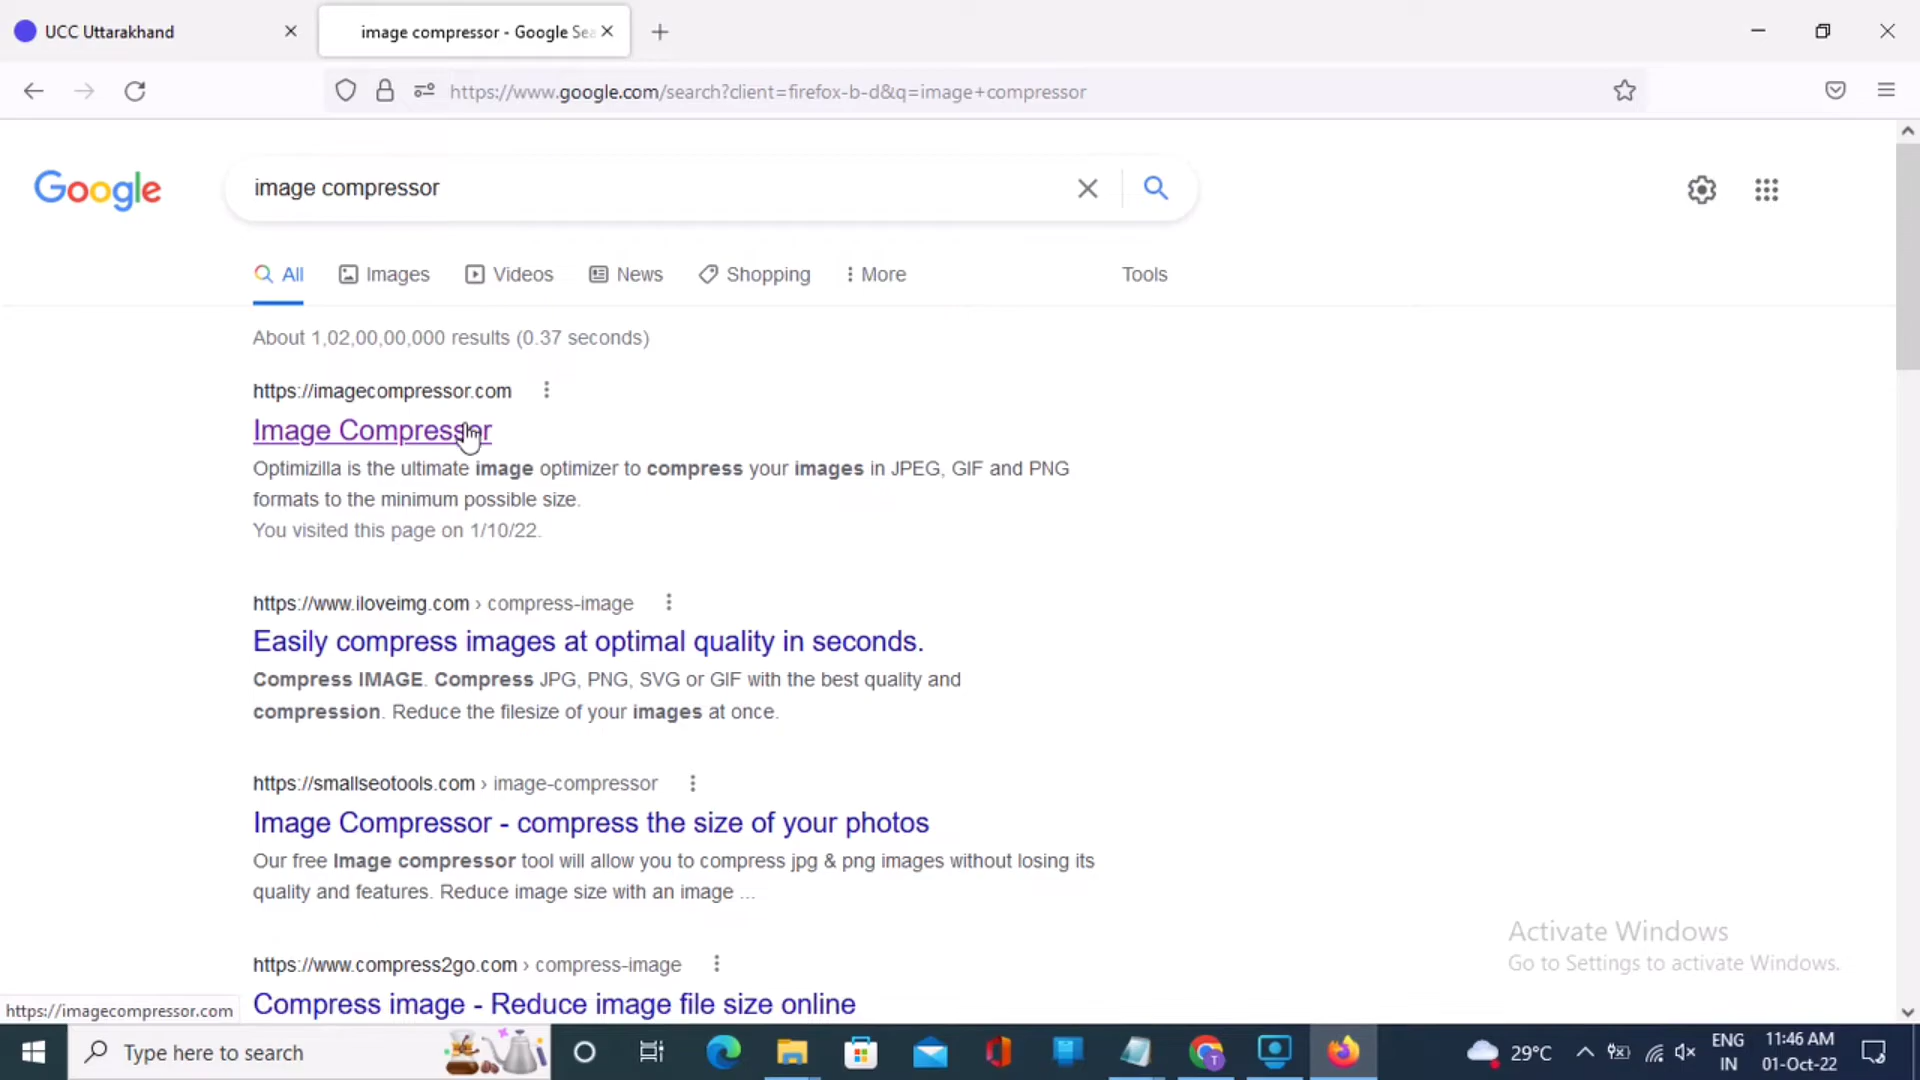 UCC Uttarakhand
image compressor - Google Sea
https://www.google.com/search?client=firefox-b-d&q=image+compressor
Google
image compressor
All
Images
Videos
News
Shopping
More
Tools
About 1,02,00,00,000 results (0.37 seconds)
https://imagecompressor.com
Image Compressor
Optimizilla is the ultimate image optimizer to compress your images in JPEG, GIF and PNG
formats to the minimum possible size.
You visited this page on 1/10/22.
https://www.iloveimg.com › compress-image
Easily compress images at optimal quality in seconds.
Compress IMAGE. Compress JPG, PNG, SVG or GIF with the best quality and
compression. Reduce the filesize of your images at once.
https://smallseotools.com › image-compressor
Image Compressor - compress the size of your photos
Our free Image compressor tool will allow you to compress jpg & png images without losing its
quality and features. Reduce image size with an image ...
Activate Windows
Go to Settings to activate Windows.
https://www.compress2go.com › compress-image
Compress image - Reduce image file size online
https://imagecompressor.com
Type here to search
T
29°C
ENG
IN
11:46 AM
01-Oct-22